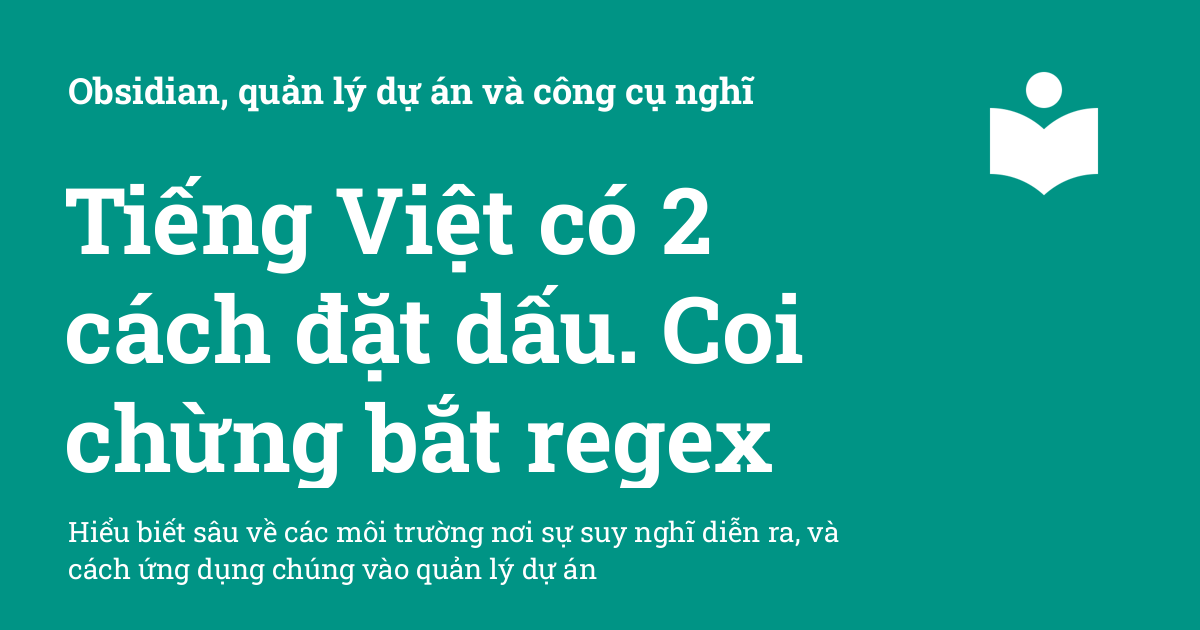 Obsidian, quản lý dự án và công cụ nghĩ
Tiếng Việt có 2
cách đặt dấu. Coi
chừng bắt regex
Hiểu biết sâu về các môi trường nơi sự suy nghĩ diễn ra, và
cách ứng dụng chúng vào quản lý dự án